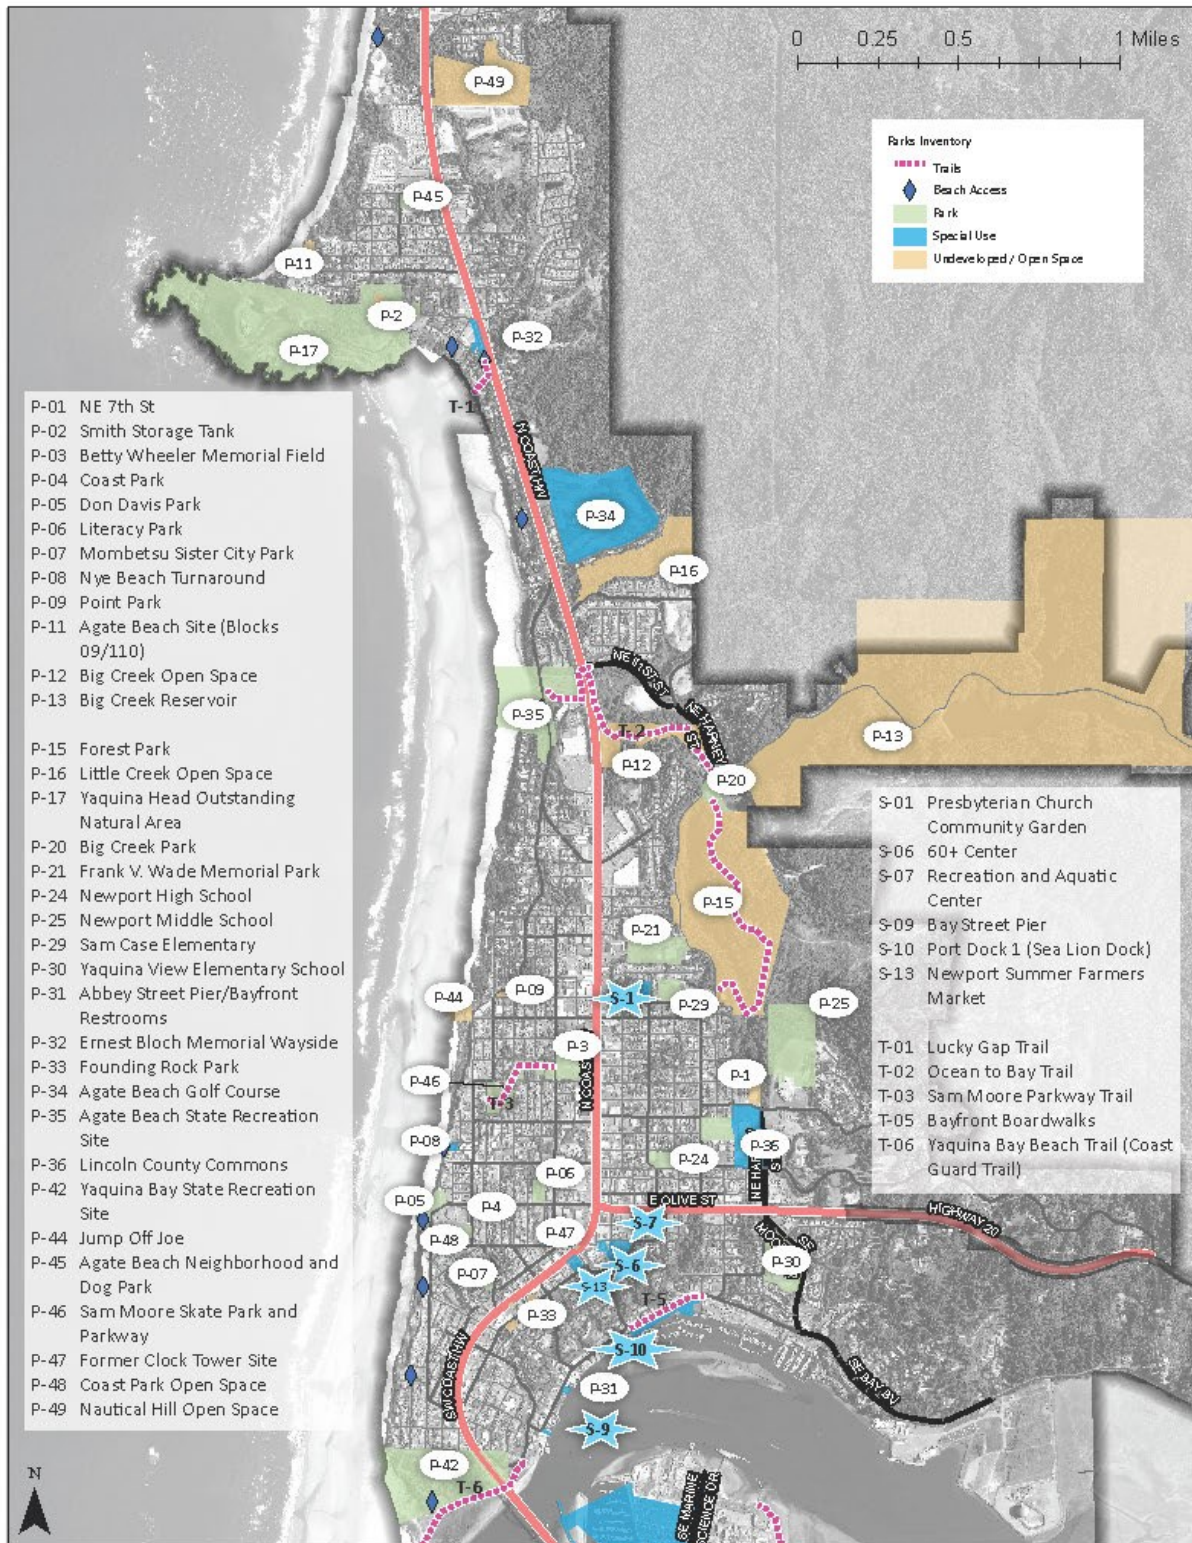 0 0.25 0.5 1 Miles
P-49
Parks Inventory
Trails
Beach Access
Park
Special Use
Undeveloped / Open Space
P-45
P-11
P-2
P-32
P-17
T-1
N COAST HW
P-34
P-16
P-01 NE 7th St
P-02 Smith Storage Tank
P-03 Betty Wheeler Memorial Field
P-04 Coast Park
P-05 Don Davis Park
P-06 Literacy Park
P-07 Mombetsu Sister City Park
P-08 Nye Beach Turnaround
P-09 Point Park
P-11 Agate Beach Site (Blocks
09/110)
P-12 Big Creek Open Space
P-13 Big Creek Reservoir
P-15 Forest Park
P-16 Little Creek Open Space
P-17 Yaquina Head Outstanding
Natural Area
P-20 Big Creek Park
P-21 Frank V. Wade Memorial Park
P-24 Newport High School
P-25 Newport Middle School
P-29 Sam Case Elementary
P-30 Yaquina View Elementary School
P-31 Abbey Street Pier/Bayfront
Restrooms
P-32 Ernest Bloch Memorial Wayside
P-33 Founding Rock Park
P-34 Agate Beach Golf Course
P-35 Agate Beach State Recreation
Site
P-36 Lincoln County Commons
P-42 Yaquina Bay State Recreation
Site
P-44 Jump Off Joe
P-45 Agate Beach Neighborhood and
Dog Park
P-46 Sam Moore Skate Park and
Parkway
P-47 Former Clock Tower Site
P-48 Coast Park Open Space
P-49 Nautical Hill Open Space
N
NE 31ST ST
NE HARNEY
ST
P-35
T-2
P-12
P-13
P-20
S-01 Presbyterian Church
Community Garden
S-06 60+ Center
S-07 Recreation and Aquatic
Center
S-09 Bay Street Pier
S-10 Port Dock 1 (Sea Lion Dock)
S-13 Newport Summer Farmers
Market
T-01 Lucky Gap Trail
T-02 Ocean to Bay Trail
T-03 Sam Moore Parkway Trail
T-05 Bayfront Boardwalks
T-06 Yaquina Bay Beach Trail (Coast
Guard Trail)
P-15
P-21
P-44
P-09
S-1
P-29
P-25
P-3
N COAST
P-46
T-3
P-1
P-08
P-36
P-24
NE HAR
P-06
P-05
P-4
E OLIVE ST
HIGHWAY 20
P-48
P-47
S-7
SE
MOO
P-30
S-6
P-07
S-13
T-5
P-33
S-10
SW COAST HW
SE BAY BV
P-31
S-9
P-42
T-6
SE MARINE
SCIENCE DR